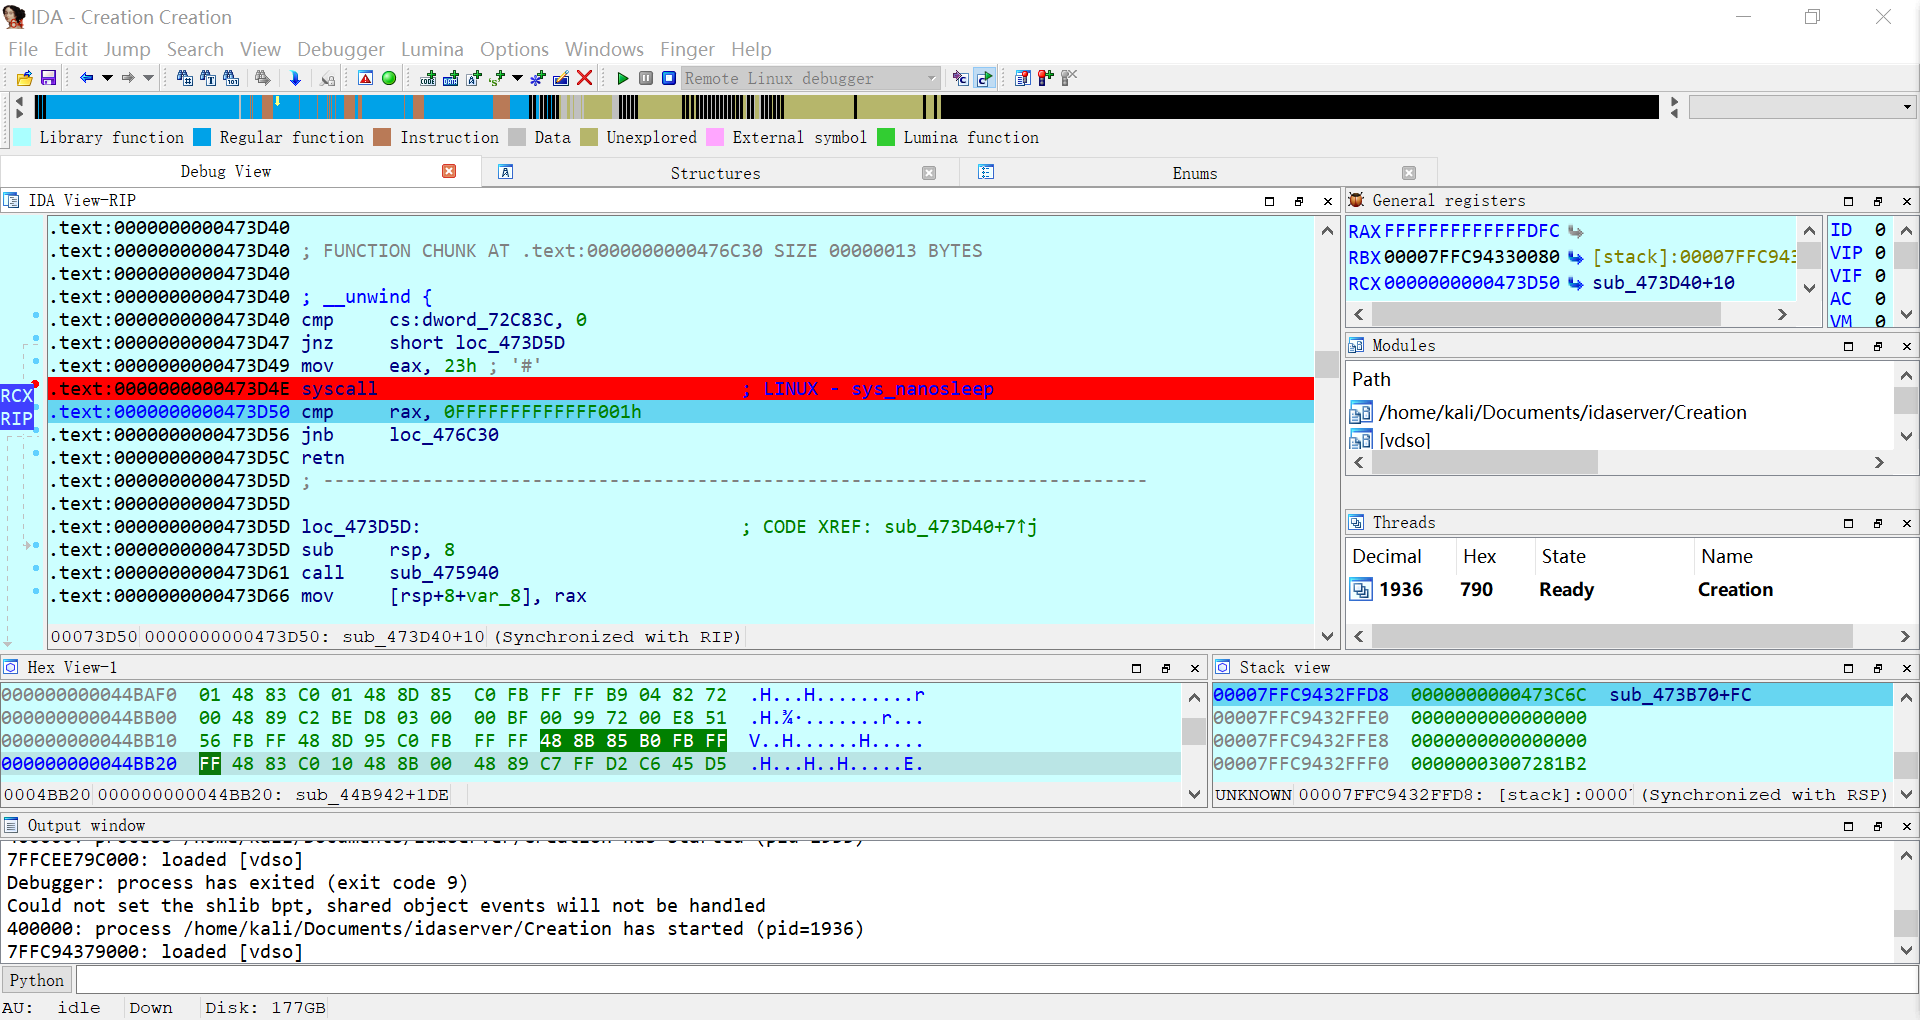 IDA - Creation Creation
File Edit Jump Search View Debugger Lumina Options Windows Finger Help
Remote Linux debugger
Library function Regular function Instruction Data Unexplored External symbol Lumina function
Debug View Structures Enums
IDA View-RIP
.text:0000000000473D40
.text:0000000000473D40 ; FUNCTION CHUNK AT .text:0000000000476C30 SIZE 00000013 BYTES
.text:0000000000473D40
.text:0000000000473D40 ; __unwind {
.text:0000000000473D40 cmp     cs:dword_72C83C, 0
.text:0000000000473D47 jnz     short loc_473D5D
.text:0000000000473D49 mov     eax, 23h ; '#'
.text:0000000000473D4E syscall                                 ; LINUX - sys_nanosleep
RCX
.text:0000000000473D50 cmp     rax, 0FFFFFFFFFFFFF001h
RIP
.text:0000000000473D56 jnb     loc_476C30
.text:0000000000473D5C retn
.text:0000000000473D5D ; ---------------------------------------------------------------------------
.text:0000000000473D5D
.text:0000000000473D5D loc_473D5D:                             ; CODE XREF: sub_473D40+7↑j
.text:0000000000473D5D sub     rsp, 8
.text:0000000000473D61 call    sub_475940
.text:0000000000473D66 mov     [rsp+8+var_8], rax
00073D50 0000000000473D50: sub_473D40+10 (Synchronized with RIP)
General registers
RAX FFFFFFFFFFFFFDFC
RBX 00007FFC94330080 [stack]:00007FFC943
RCX 0000000000473D50 sub_473D40+10
ID 0
VIP 0
VIF 0
AC 0
VM 0
Modules
Path
/home/kali/Documents/idaserver/Creation
[vdso]
Threads
Decimal Hex State Name
1936 790 Ready Creation
Hex View-1
000000000044BAF0 01 48 83 C0 01 48 8D 85 C0 FB FF FF B9 04 82 72 .H...H.........r
000000000044BB00 00 48 89 C2 BE D8 03 00 00 BF 00 99 72 00 E8 51 .H.¾·.......r...
000000000044BB10 56 FB FF 48 8D 95 C0 FB FF FF 48 8B 85 B0 FB FF V..H......H.....
000000000044BB20 FF 48 83 C0 10 48 8B 00 48 89 C7 FF D2 C6 45 D5 .H...H..H.....E.
0004BB20 000000000044BB20: sub_44B942+1DE
Stack view
00007FFC9432FFD8 0000000000473C6C sub_473B70+FC
00007FFC9432FFE0 0000000000000000
00007FFC9432FFE8 0000000000000000
00007FFC9432FFF0 00000003007281B2
UNKNOWN 00007FFC9432FFD8: [stack]:0000 (Synchronized with RSP)
Output window
400000: process /home/kali/Documents/idaserver/Creation has started (pid=1935)
7FFCEE79C000: loaded [vdso]
Debugger: process has exited (exit code 9)
Could not set the shlib bpt, shared object events will not be handled
400000: process /home/kali/Documents/idaserver/Creation has started (pid=1936)
7FFC94379000: loaded [vdso]
Python
AU: idle Down Disk: 177GB